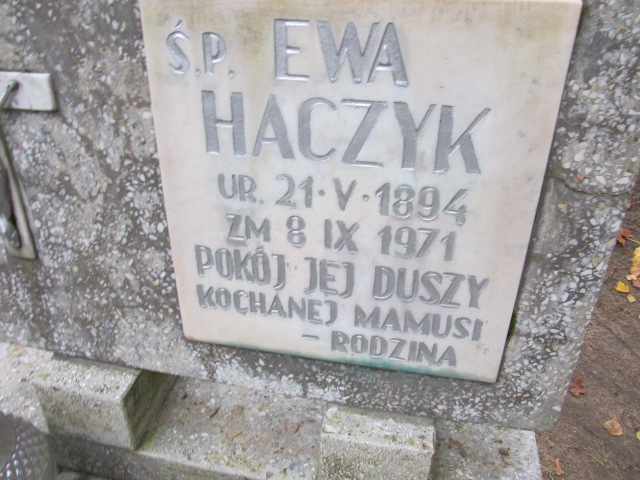 Ś.P. EWA
HACZYK
UR. 21·V·1894
ZM 8 IX 1971
POKÓJ JEJ DUSZY
KOCHANEJ MAMUSI
– RODZINA